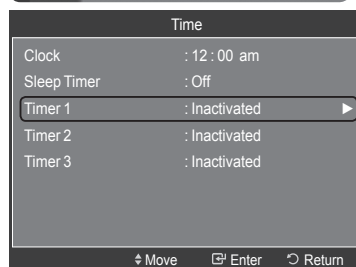 Time
Clock : 12 : 00 am
Sleep Timer : Off
Timer 1 : Inactivated
Timer 2 : Inactivated
Timer 3 : Inactivated
Move Enter Return